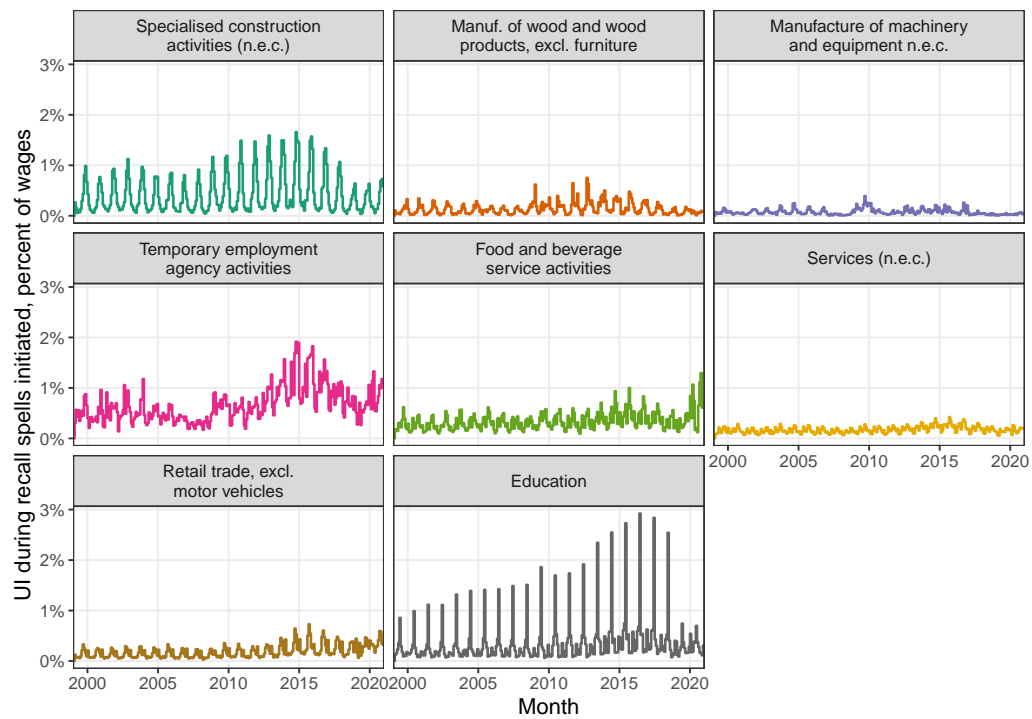 Specialised construction
activities (n.e.c.)
Manuf. of wood and wood
products, excl. furniture
Manufacture of machinery
and equipment n.e.c.
3%
2%
1%
0%
Temporary employment
agency activities
Food and beverage
service activities
Services (n.e.c.)
3%
2%
1%
0%
2000 2005 2010 2015 2020
Retail trade, excl.
motor vehicles
Education
3%
2%
1%
0%
2000 2005 2010 2015 2020
2000 2005 2010 2015 2020
Month
UI during recall spells initiated, percent of wages